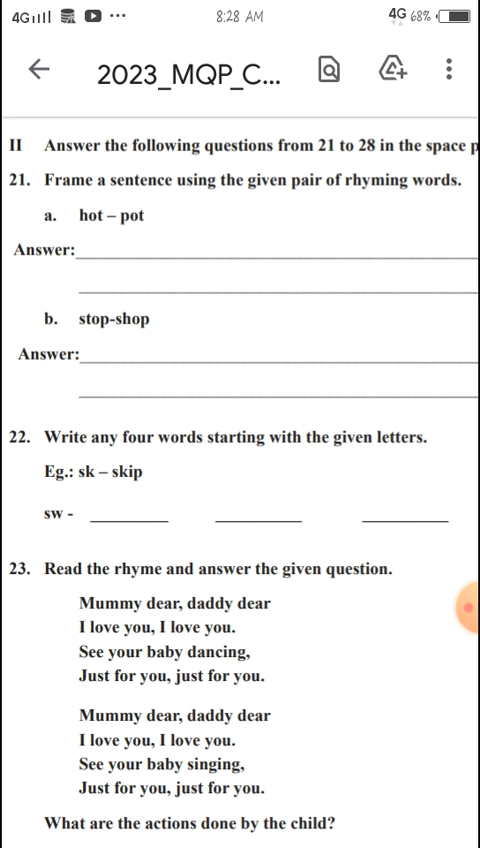 4G 8:28 AM 4G 68%
2023_MQP_C...
II Answer the following questions from 21 to 28 in the space
21. Frame a sentence using the given pair of rhyming words.
a. hot – pot
Answer:
b. stop-shop
Answer:
22. Write any four words starting with the given letters.
Eg.: sk – skip
sw -
23. Read the rhyme and answer the given question.
Mummy dear, daddy dear
I love you, I love you.
See your baby dancing,
Just for you, just for you.
Mummy dear, daddy dear
I love you, I love you.
See your baby singing,
Just for you, just for you.
What are the actions done by the child?